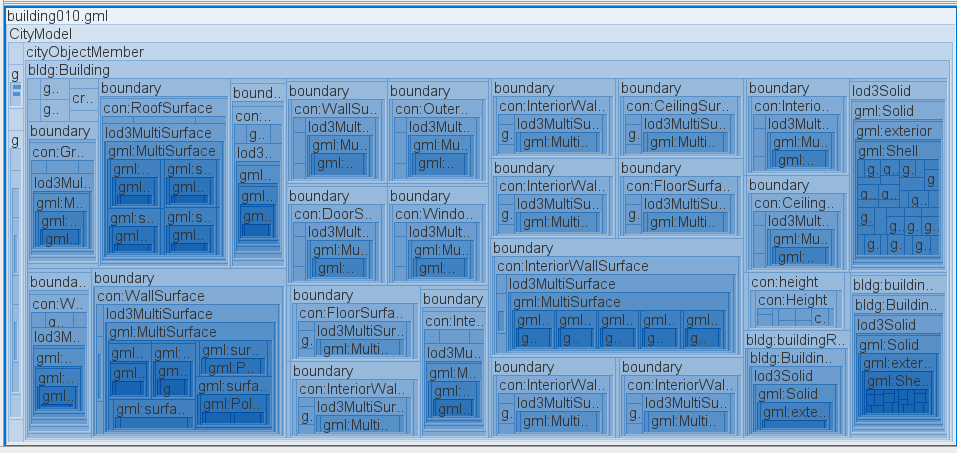 building010.gml
CityModel
cityObjectMember
g
g
bldg:Building
g..
cr..
g..
boundary
con:Gr..
lod3Mul..
gml:M..
gml:..
gml..
boundary
con:RoofSurface
lod3MultiSurface
gml:MultiSurface
gml:s..
gml..
gml:s..
gml..
gml:s..
gml..
gml:s..
gml..
bound..
con:..
g..
lod3..
gml..
gml..
gm..
boundary
con:WallSu..
lod3Mult..
gml:Mu..
gml:..
boundary
con:Outer..
lod3Mult..
gml:Mu..
gml:..
boundary
con:DoorS..
lod3Mult..
gml:Mu..
gml:..
boundary
con:Windo..
lod3Mult..
gml:Mu..
gml:..
boundary
con:InteriorWal..
lod3MultiSu..
g.
gml:Multi..
boundary
con:CeilingSur..
lod3MultiSu..
g.
gml:Multi..
boundary
con:InteriorWal..
lod3MultiSu..
g.
gml:Multi..
boundary
con:FloorSurfa..
lod3MultiSu..
g.
gml:Multi..
boundary
con:Interio..
lod3Mult..
gml:Mu..
gml:..
boundary
con:Ceiling..
lod3Mult..
gml:Mu..
gml:..
lod3Solid
gml:Solid
gml:exterior
gml:Shell
g.
a..
g..
g
a..
a..
g..
g..
g..
g..
g..
g..
g..
g..
g..
bounda..
con:W..
g..
lod3M..
gml:..
gml..
gml..
boundary
con:WallSurface
lod3MultiSurface
gml:MultiSurface
gml..
gml..
gml:..
gml..
g..
gml:sur..
gml:P..
gml:surfa..
gml:surfa..
gml:Pol..
boundary
con:FloorSurfa..
lod3MultiSu..
g.
gml:Multi..
boundary
con:InteriorWal..
lod3MultiSu..
g.
gml:Multi..
boundary
con:Inte..
lod3Mu..
gml:M..
gml:..
gml..
boundary
con:InteriorWallSurface
lod3MultiSurface
gml:MultiSurface
gml..
gml..
gml..
gml..
gml..
g..
g..
g..
g..
g..
boundary
con:InteriorWal..
lod3MultiSu..
g.
gml:Multi..
boundary
con:InteriorWal..
lod3MultiSu..
g.
gml:Multi..
con:height
con:Height
c..
bldg:buildingR..
bldg:Buildin..
lod3Solid
gml:Solid
gml:exte..
bldg:buildin..
bldg:Buildin..
lod3Solid
gml:Solid
gml:exter..
gml:She..